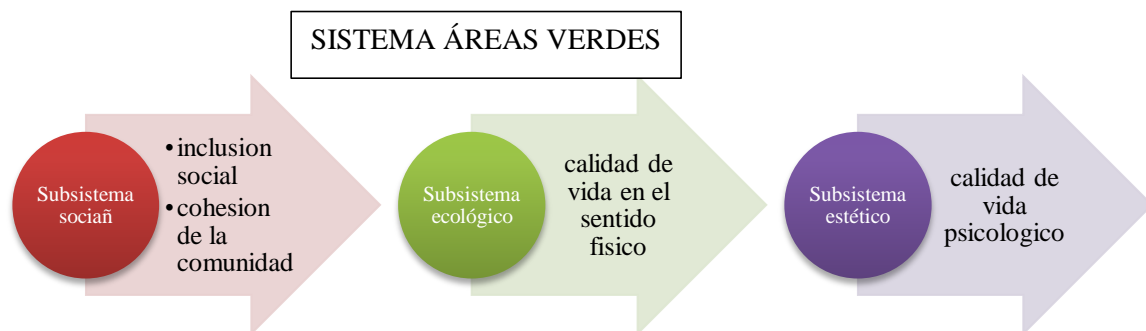 SISTEMA ÁREAS VERDES
Subsistema
sociañ
•inclusion
social
•cohesion
de la
comunidad
Subsistema
ecológico
calidad de
vida en el
sentido
fisico
Subsistema
estético
calidad de
vida
psicologico